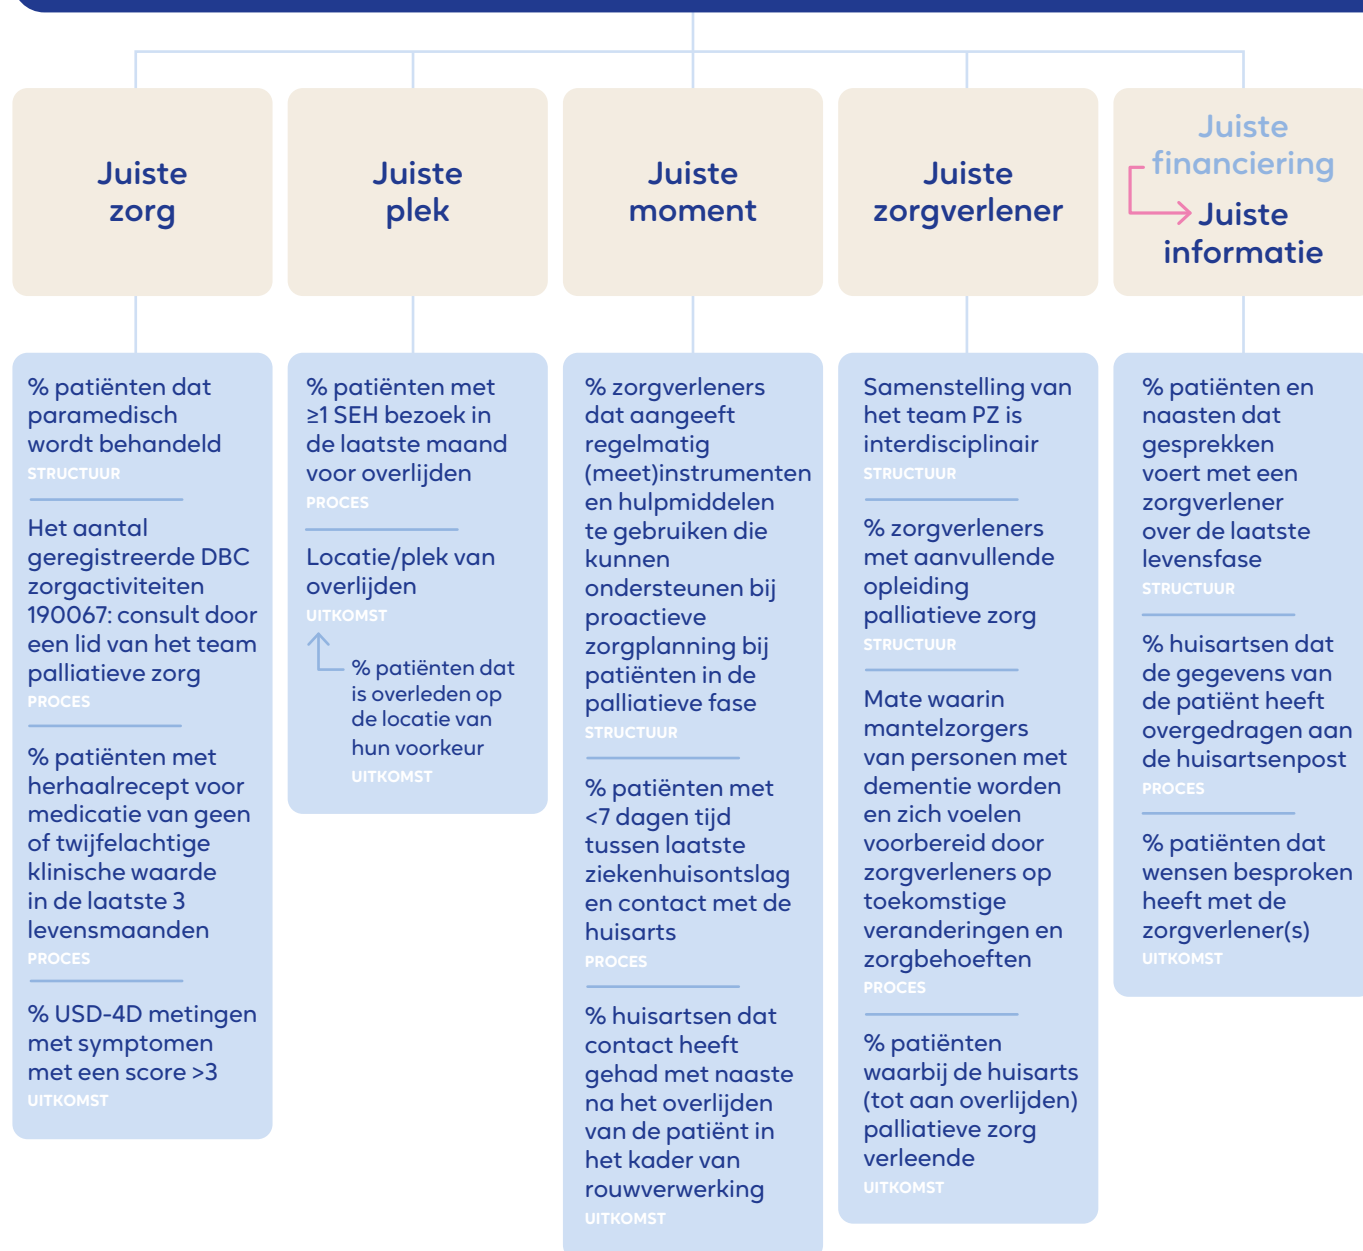 Juiste
zorg
Juiste
plek
Juiste
moment
Juiste
zorgverlener
Juiste
financiering
Juiste
informatie
% patiënten dat
paramedisch
wordt behandeld
STRUCTUUR
Het aantal
geregistreerde DBC
zorgactiviteiten
190067: consult door
een lid van het team
palliatieve zorg
PROCES
% patiënten met
herhaalrecept voor
medicatie van geen
of twijfelachtige
klinische waarde
in de laatste 3
levensmaanden
PROCES
% USD-4D metingen
met symptomen
met een score >3
UITKOMST
% patiënten met
≥1 SEH bezoek in
de laatste maand
voor overlijden
PROCES
Locatie/plek van
overlijden
UITKOMST
% patiënten dat
is overleden op
de locatie van
hun voorkeur
UITKOMST
% zorgverleners
dat aangeeft
regelmatig
(meet)instrumenten
en hulpmiddelen
te gebruiken die
kunnen
ondersteunen bij
proactieve
zorgplanning bij
patiënten in de
palliatieve fase
STRUCTUUR
% patiënten met
<7 dagen tijd
tussen laatste
ziekenhuisontslag
en contact met de
huisarts
PROCES
% huisartsen dat
contact heeft
gehad met naaste
na het overlijden
van de patiënt in
het kader van
rouwverwerking
UITKOMST
Samenstelling van
het team PZ is
interdisciplinair
STRUCTUUR
% zorgverleners
met aanvullende
opleiding
palliatieve zorg
STRUCTUUR
Mate waarin
mantelzorgers
van personen met
dementie worden
en zich voelen
voorbereid door
zorgverleners op
toekomstige
veranderingen en
zorgbehoeften
PROCES
% patiënten
waarbij de huisarts
(tot aan overlijden)
palliatieve zorg
verleende
UITKOMST
% patiënten en
naasten dat
gesprekken
voert met een
zorgverlener
over de laatste
levensfase
STRUCTUUR
% huisartsen dat
de gegevens van
de patiënt heeft
overgedragen aan
de huisartsenpost
PROCES
% patiënten dat
wensen besproken
heeft met de
zorgverlener(s)
UITKOMST